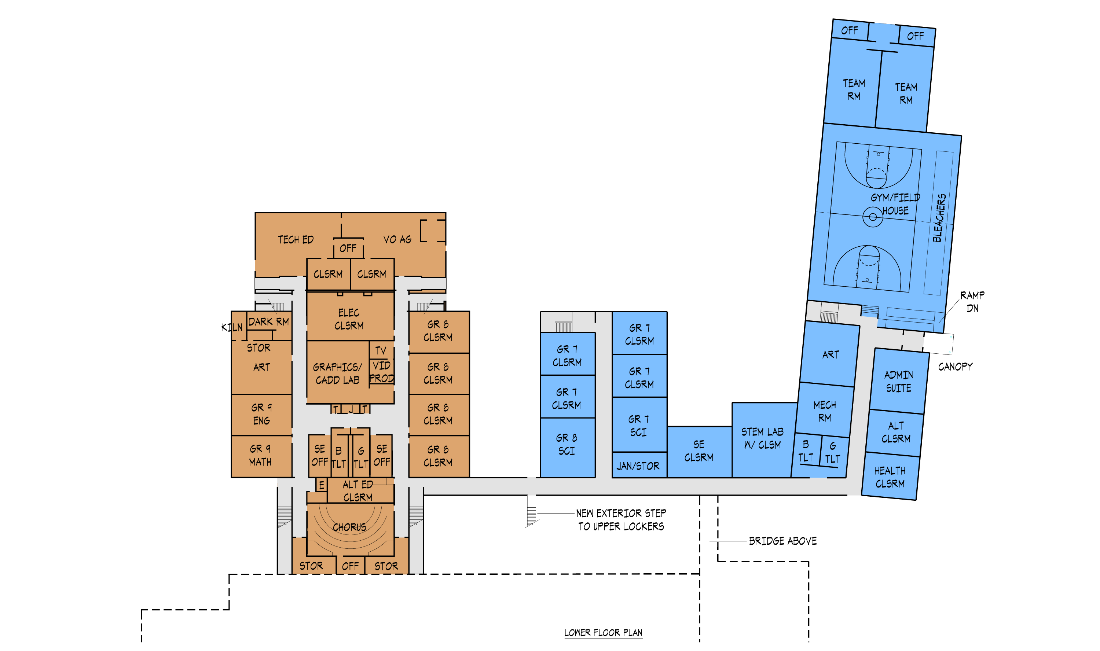 OFF
OFF
TEAM
RM
TEAM
RM
GYM/FIELD
HOUSE
BLEACHERS
RAMP
DN
CANOPY
TECH ED
VO AG
OFF
CLSRM
CLSRM
ELEC
CLSRM
KILN
DARK RM
STOR
ART
GRAPHICS/
CADD LAB
TV
VID
PROD
GR 8
CLSRM
GR 8
CLSRM
GR 8
CLSRM
GR 8
CLSRM
GR 9
ENG
GR 9
MATH
T
J
T
SE
OFF
B
TLT
G
TLT
SE
OFF
E
ALT ED
CLSRM
CHORUS
STOR
OFF
STOR
GR 7
CLSRM
GR 7
CLSRM
GR 8
SCI
GR 7
CLSRM
GR 7
CLSRM
GR 7
SCI
JAN/STOR
SE
CLSRM
STEM LAB
W/ CLSM
ART
MECH
RM
B
TLT
G
TLT
ADMIN
SUITE
ALT
CLSRM
HEALTH
CLSRM
NEW EXTERIOR STEP
TO UPPER LOCKERS
BRIDGE ABOVE
LOWER FLOOR PLAN